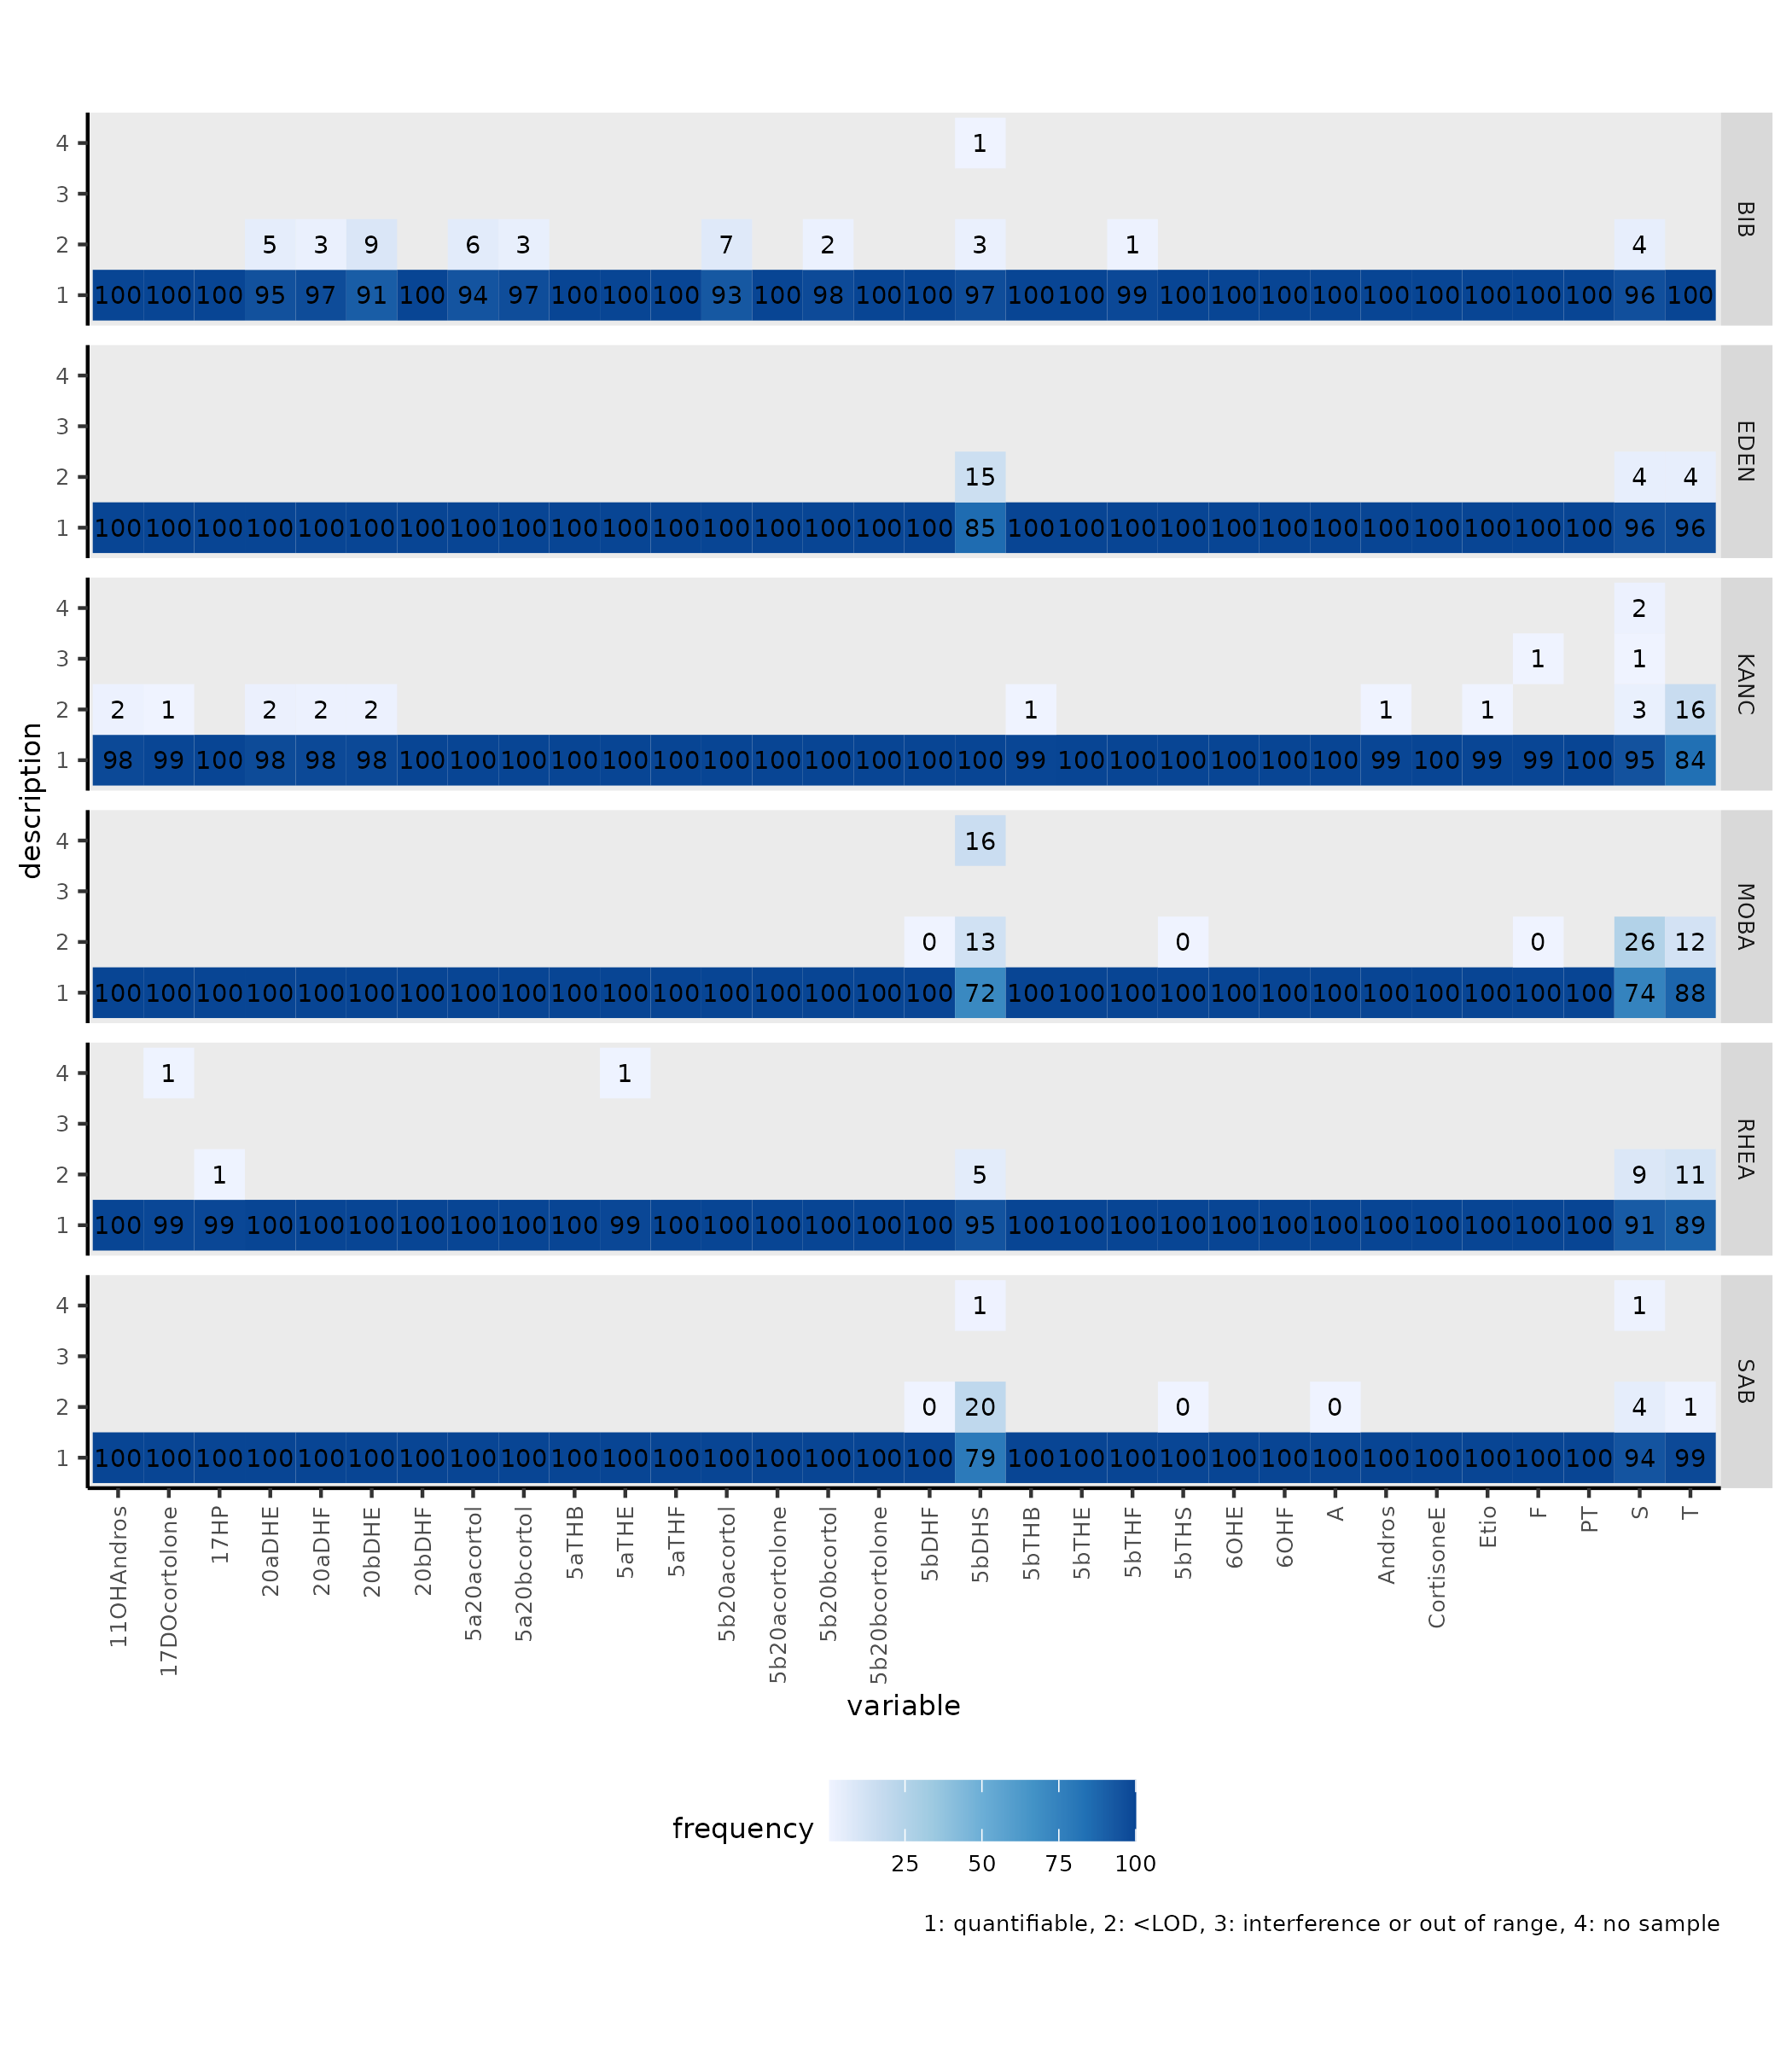 4 1
3
2 5 3 9 6 3 7 2 3 1 4
1 100 100 100 95 97 91 100 94 97 100 100 100 93 100 98 100 100 97 100 100 99 100 100 100 100 100 100 100 100 100 96 100
BIB
4
3
2 15 4 4
1 100 100 100 100 100 100 100 100 100 100 100 100 100 100 100 100 100 85 100 100 100 100 100 100 100 100 100 100 100 100 96 96
EDEN
4 2
3 1 1
2 2 1 2 2 2 1 1 1 3 16
1 98 99 100 98 98 98 100 100 100 100 100 100 100 100 100 100 100 100 99 100 100 100 100 100 100 99 100 99 99 100 95 84
KANC
4 16
3
2 0 13 0 0 26 12
1 100 100 100 100 100 100 100 100 100 100 100 100 100 100 100 100 100 72 100 100 100 100 100 100 100 100 100 100 100 100 74 88
MOBA
4 1 1
3
2 1 5 9 11
1 100 99 99 100 100 100 100 100 100 100 99 100 100 100 100 100 100 95 100 100 100 100 100 100 100 100 100 100 100 100 91 89
RHEA
4 1 1
3
2 0 20 0 0 4 1
1 100 100 100 100 100 100 100 100 100 100 100 100 100 100 100 100 100 79 100 100 100 100 100 100 100 100 100 100 100 100 94 99
SAB
description
11OHAndros
17DOcortolone
17HP
20aDHE
20aDHF
20bDHE
20bDHF
5a20acortol
5a20bcortol
5aTHB
5aTHE
5aTHF
5b20acortol
5b20acortolone
5b20bcortol
5b20bcortolone
5bDHF
5bDHS
5bTHB
5bTHE
5bTHF
5bTHS
6OHE
6OHF
A
Andros
CortisoneE
Etio
F
PT
S
T
variable
frequency
25 50 75 100
1: quantifiable, 2: <LOD, 3: interference or out of range, 4: no sample